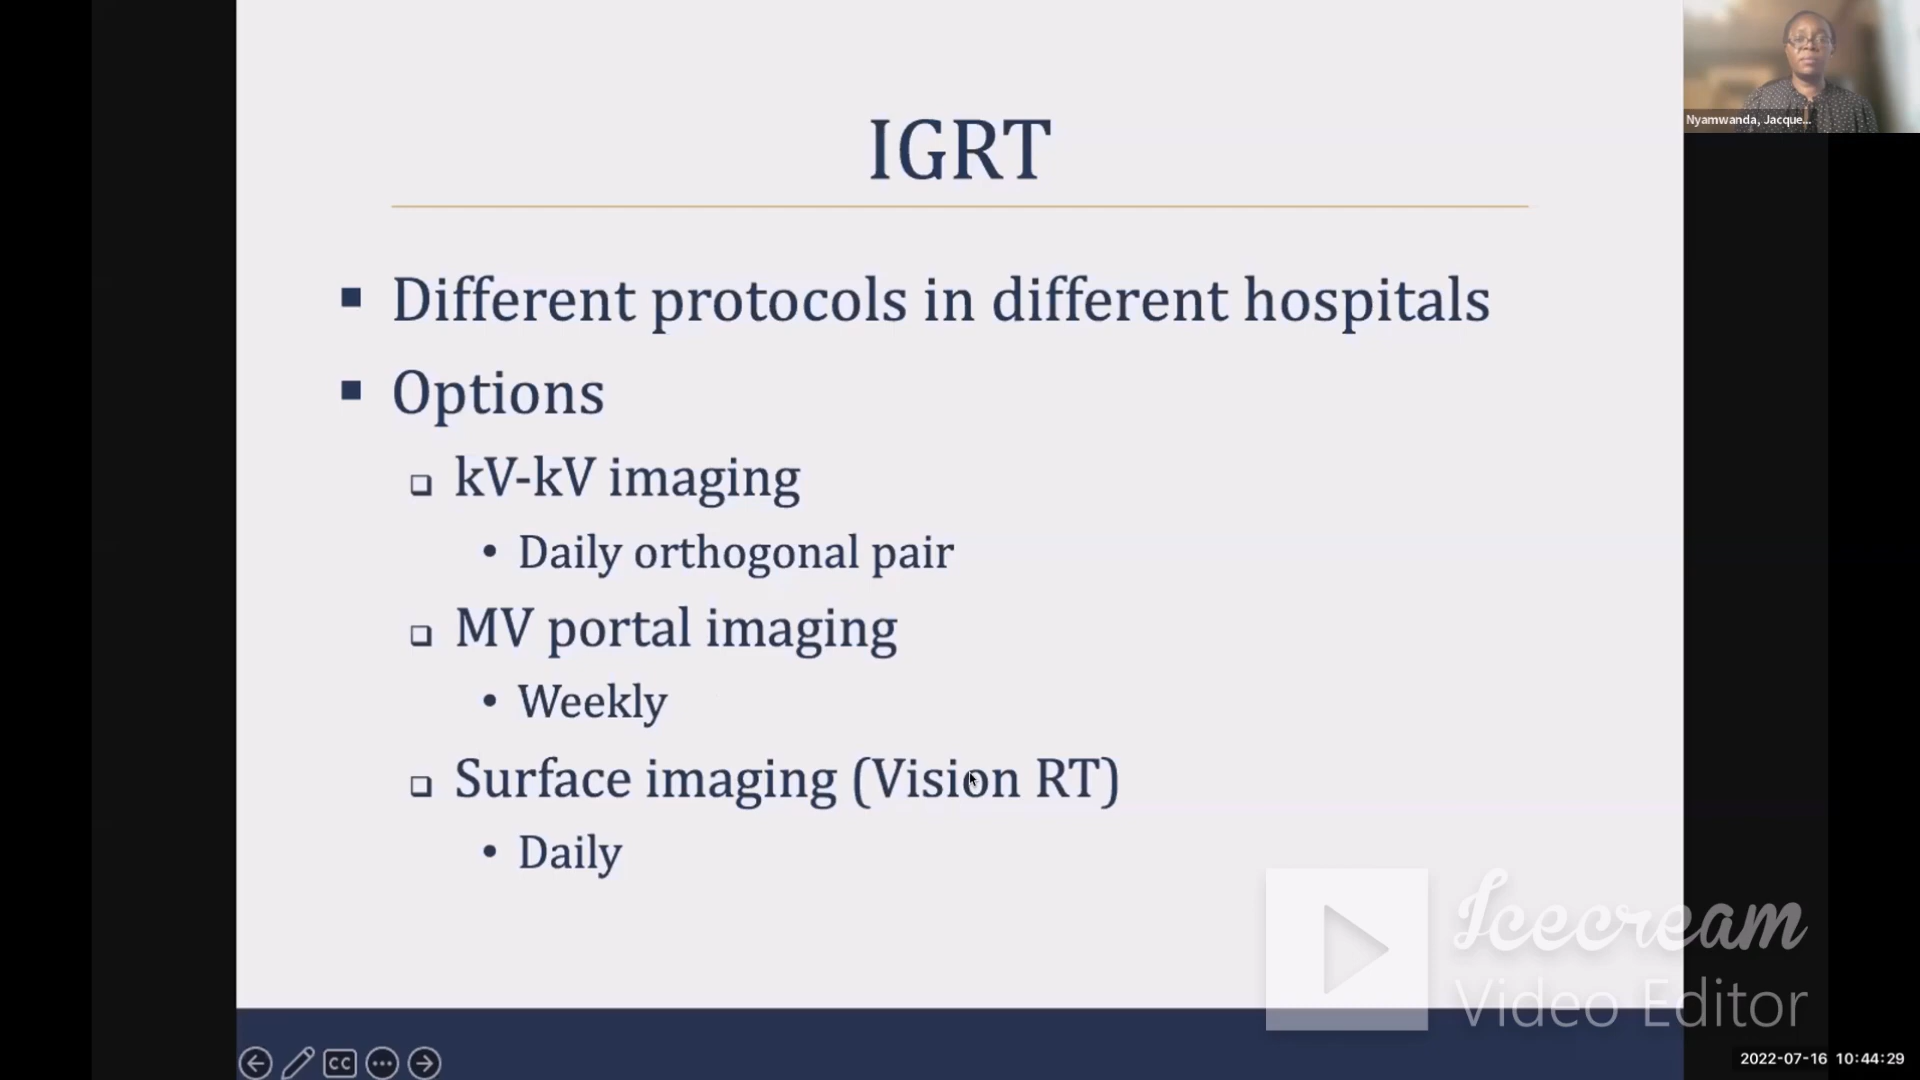 IGRT
Different protocols in different hospitals
Options
kV-kV imaging
Daily orthogonal pair
MV portal imaging
Weekly
Surface imaging (Vision RT)
Daily
Nyamwanda, Jacque...
Icecream
Video Editor
CC
2022-07-16 10:44:29